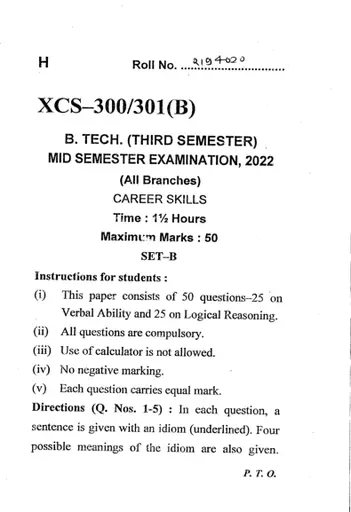 H
Roll No. 2194020
XCS–300/301(B)
B. TECH. (THIRD SEMESTER)
MID SEMESTER EXAMINATION, 2022
(All Branches)
CAREER SKILLS
Time : 1½ Hours
Maximum Marks : 50
SET–B
Instructions for students :
(i) This paper consists of 50 questions–25 on
Verbal Ability and 25 on Logical Reasoning.
(ii) All questions are compulsory.
(iii) Use of calculator is not allowed.
(iv) No negative marking.
(v) Each question carries equal mark.
Directions (Q. Nos. 1-5) : In each question, a
sentence is given with an idiom (underlined). Four
possible meanings of the idiom are also given.
P. T. O.